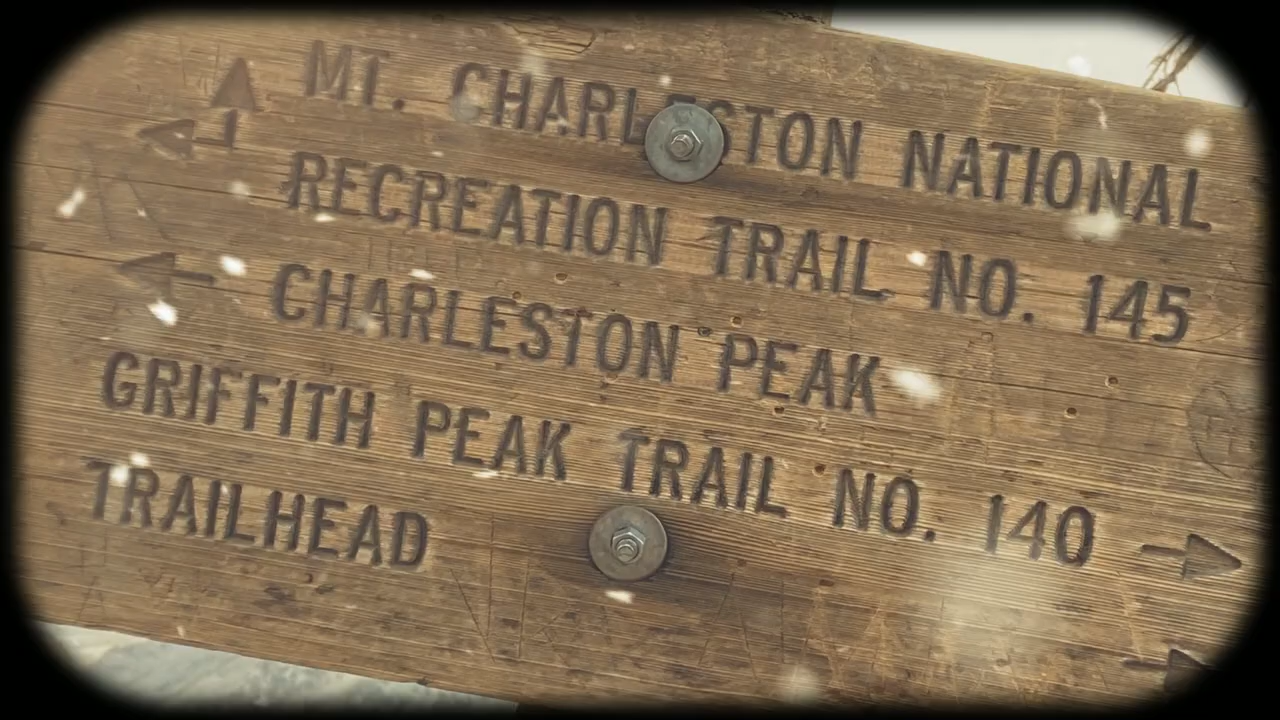 MT. CHARLESTON NATIONAL
RECREATION TRAIL NO. 145
CHARLESTON PEAK
GRIFFITH PEAK TRAIL NO. 140
TRAILHEAD